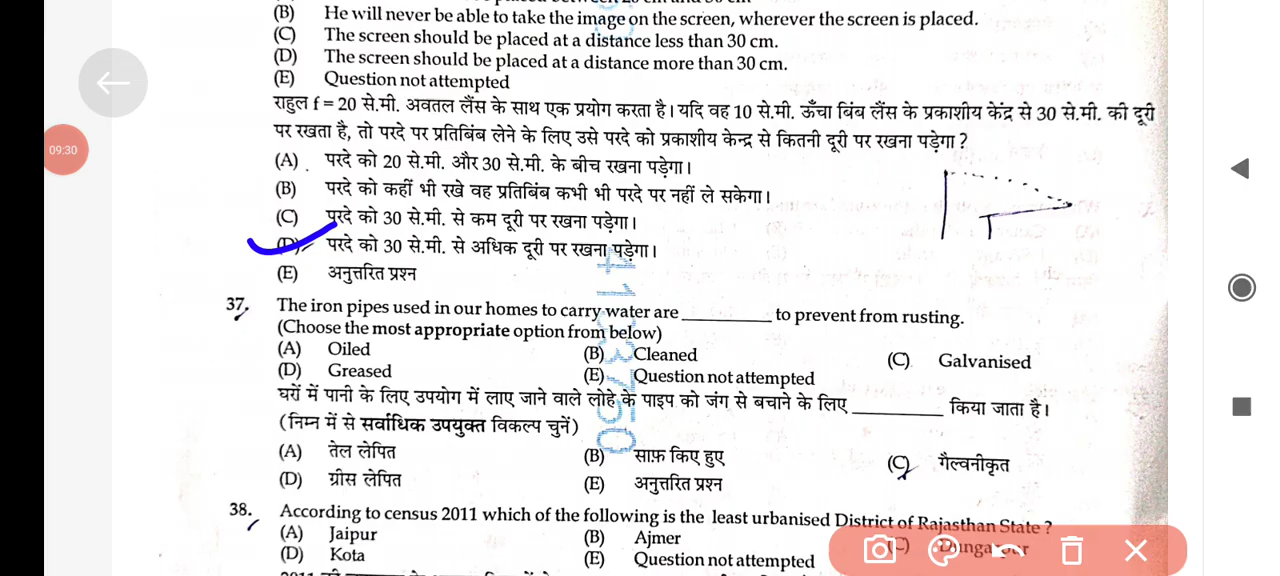 (B) He will never be able to take the image on the screen, wherever the screen is placed.
(C) The screen should be placed at a distance less than 30 cm.
(D) The screen should be placed at a distance more than 30 cm.
(E) Question not attempted
राहुल f = 20 से.मी. अवतल लैंस के साथ एक प्रयोग करता है। यदि वह 10 से.मी. ऊँचा बिंब लैंस के प्रकाशीय केंद्र से 30 से.मी. की दूरी
पर रखता है, तो परदे पर प्रतिबिंब लेने के लिए उसे परदे को प्रकाशीय केन्द्र से कितनी दूरी पर रखना पड़ेगा ?
(A) परदे को 20 से.मी. और 30 से.मी. के बीच रखना पड़ेगा।
(B) परदे को कहीं भी रखे वह प्रतिबिंब कभी भी परदे पर नहीं ले सकेगा।
(C) परदे को 30 से.मी. से कम दूरी पर रखना पड़ेगा।
(D) परदे को 30 से.मी. से अधिक दूरी पर रखना पड़ेगा।
(E) अनुत्तरित प्रश्न
09:30
37. The iron pipes used in our homes to carry water are __________ to prevent from rusting.
(Choose the most appropriate option from below)
(A) Oiled (B) Cleaned (C) Galvanised
(D) Greased (E) Question not attempted
घरों में पानी के लिए उपयोग में लाए जाने वाले लोहे के पाइप को जंग से बचाने के लिए __________ किया जाता है।
(निम्न में से सर्वाधिक उपयुक्त विकल्प चुनें)
(A) तेल लेपित (B) साफ़ किए हुए (C) गैल्वनीकृत
(D) ग्रीस लेपित (E) अनुत्तरित प्रश्न
38. According to census 2011 which of the following is the least urbanised District of Rajasthan State ?
(A) Jaipur (B) Ajmer (C) Dungarpur
(D) Kota (E) Question not attempted